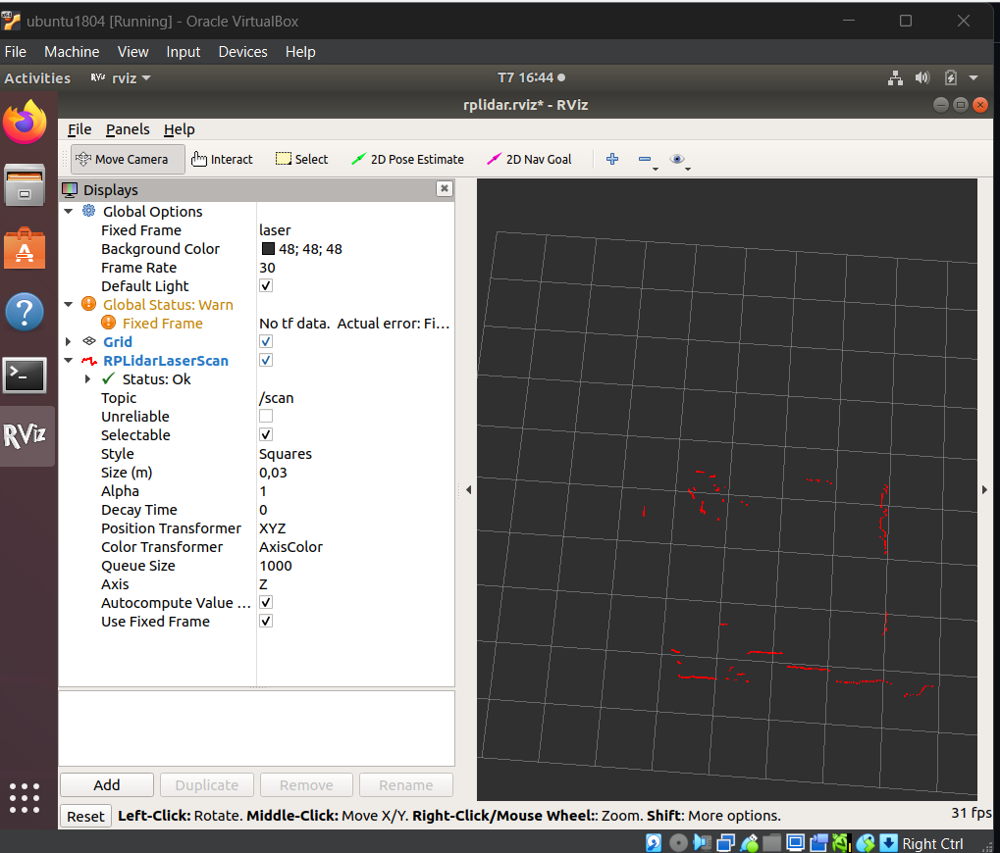 ubuntu1804 [Running] - Oracle VirtualBox
File Machine View Input Devices Help
Activities RViz rviz T7 16:44
rplidar.rviz* - RViz
File Panels Help
Move Camera Interact Select 2D Pose Estimate 2D Nav Goal
Displays
Global Options
Fixed Frame laser
Background Color 48; 48; 48
Frame Rate 30
Default Light
Global Status: Warn
Fixed Frame No tf data. Actual error: Fi...
Grid
RPLidarLaserScan
Status: Ok
Topic /scan
Unreliable
Selectable
Style Squares
Size (m) 0,03
Alpha 1
Decay Time 0
Position Transformer XYZ
Color Transformer AxisColor
Queue Size 1000
Axis Z
Autocompute Value ...
Use Fixed Frame
RViz
Add Duplicate Remove Rename
Reset Left-Click: Rotate. Middle-Click: Move X/Y. Right-Click/Mouse Wheel:: Zoom. Shift: More options. 31 fps
Right Ctrl